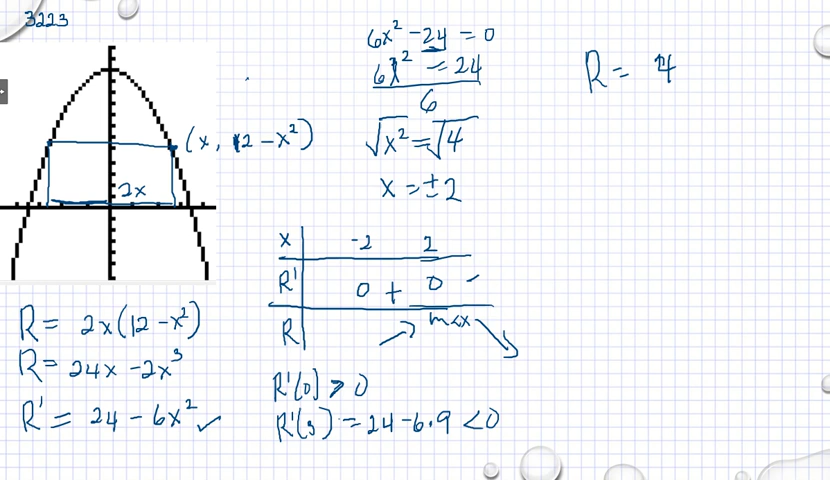 3223
(x, 12 - x²)
2x
R = 2x(12 - x²)
R = 24x - 2x³
R' = 24 - 6x² ✓
6x² - 24 = 0
6x² = 24
6
√x² = √4
x = ±2
x -2 2
R' 0 + 0 -
R max
R'(0) > 0
R'(3) = 24 - 6·9 < 0
R = 4